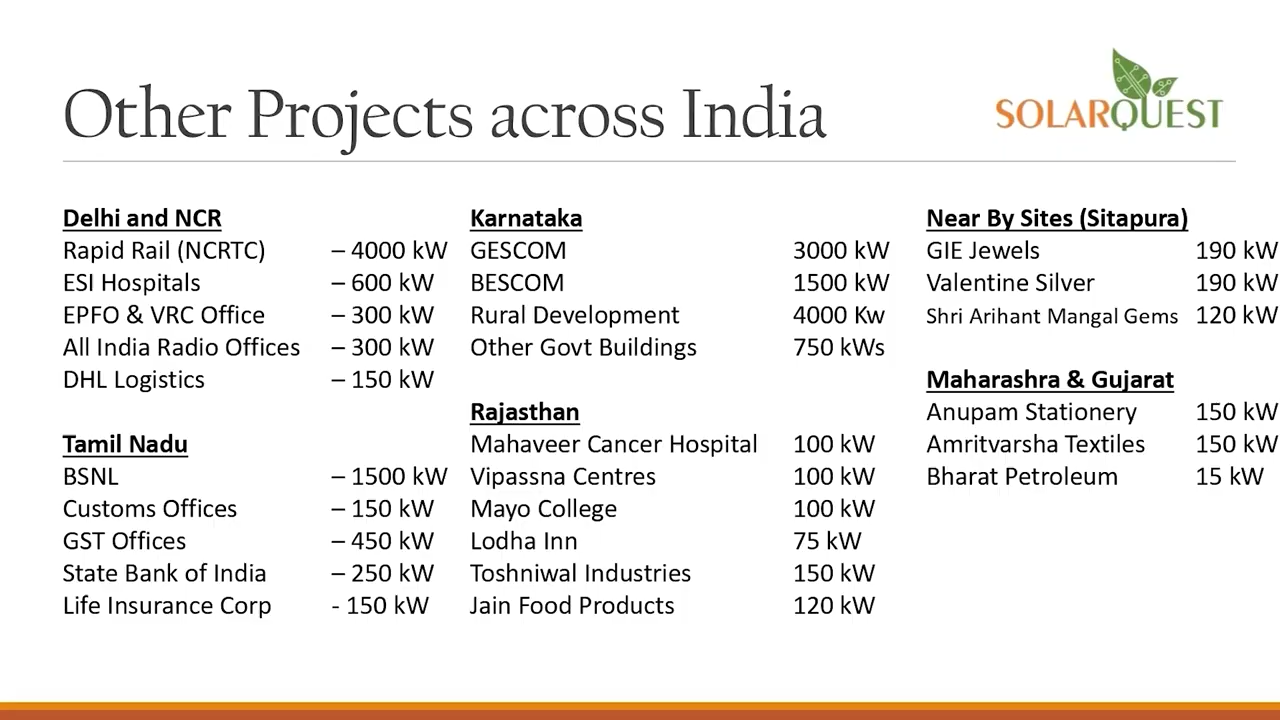 Other Projects across India
SOLARQUEST
Delhi and NCR
Rapid Rail (NCRTC) – 4000 kW
ESI Hospitals – 600 kW
EPFO & VRC Office – 300 kW
All India Radio Offices – 300 kW
DHL Logistics – 150 kW
Tamil Nadu
BSNL – 1500 kW
Customs Offices – 150 kW
GST Offices – 450 kW
State Bank of India – 250 kW
Life Insurance Corp - 150 kW
Karnataka
GESCOM 3000 kW
BESCOM 1500 kW
Rural Development 4000 Kw
Other Govt Buildings 750 kWs
Rajasthan
Mahaveer Cancer Hospital 100 kW
Vipassna Centres 100 kW
Mayo College 100 kW
Lodha Inn 75 kW
Toshniwal Industries 150 kW
Jain Food Products 120 kW
Near By Sites (Sitapura)
GIE Jewels 190 kW
Valentine Silver 190 kW
Shri Arihant Mangal Gems 120 kW
Maharashra & Gujarat
Anupam Stationery 150 kW
Amritvarsha Textiles 150 kW
Bharat Petroleum 15 kW